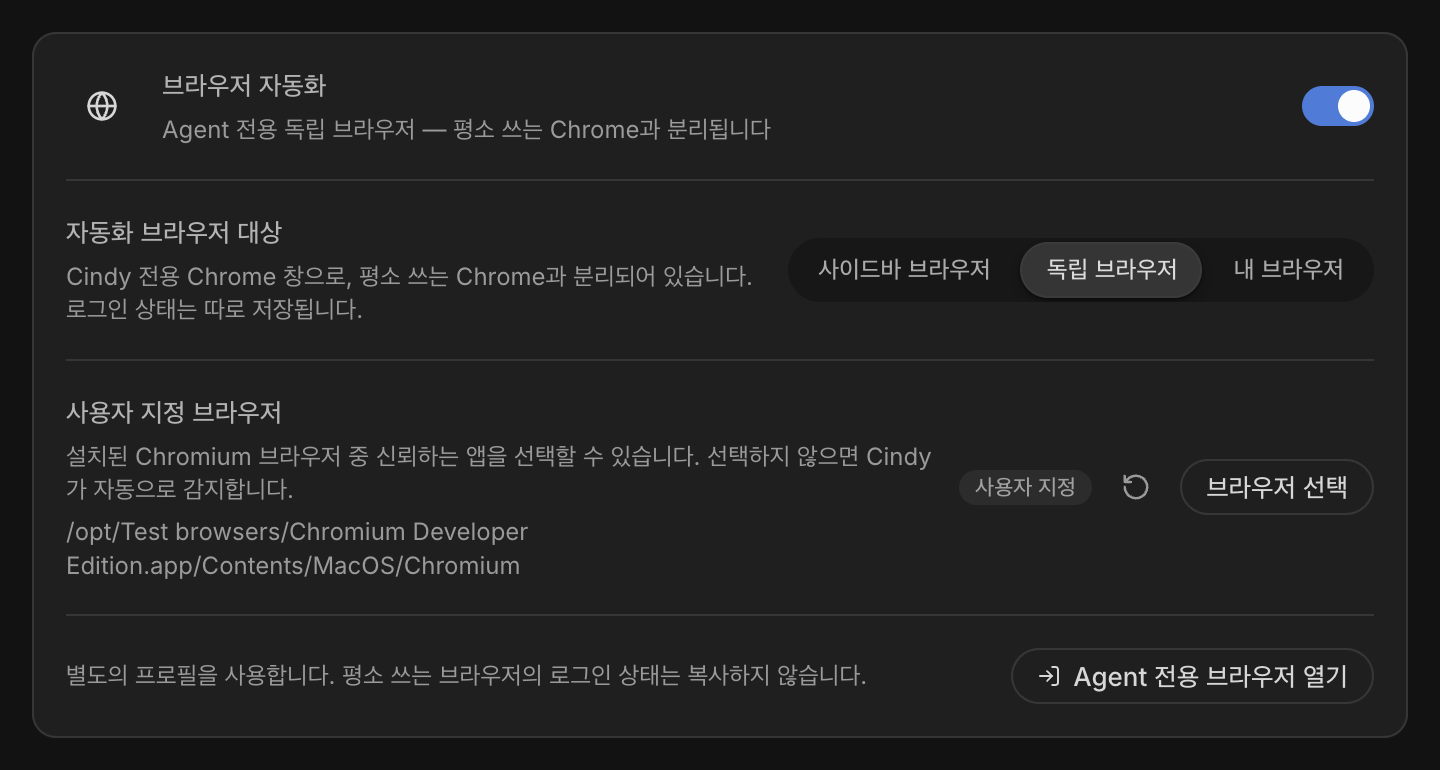 브라우저 자동화
Agent 전용 독립 브라우저 — 평소 쓰는 Chrome과 분리됩니다
자동화 브라우저 대상
Cindy 전용 Chrome 창으로, 평소 쓰는 Chrome과 분리되어 있습니다.
로그인 상태는 따로 저장됩니다.
사이드바 브라우저
독립 브라우저
내 브라우저
사용자 지정 브라우저
설치된 Chromium 브라우저 중 신뢰하는 앱을 선택할 수 있습니다. 선택하지 않으면 Cindy
가 자동으로 감지합니다.
/opt/Test browsers/Chromium Developer
Edition.app/Contents/MacOS/Chromium
사용자 지정
브라우저 선택
별도의 프로필을 사용합니다. 평소 쓰는 브라우저의 로그인 상태는 복사하지 않습니다.
Agent 전용 브라우저 열기